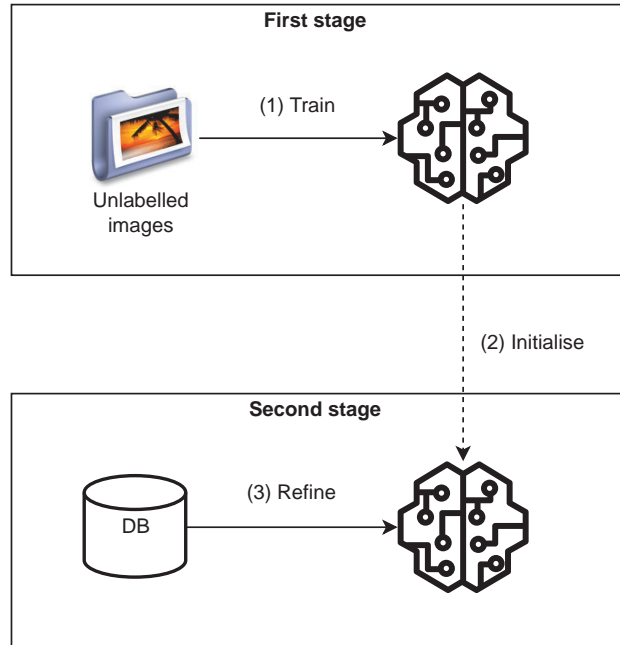 First stage
(1) Train
Unlabelled
images
(2) Initialise
Second stage
(3) Refine
DB